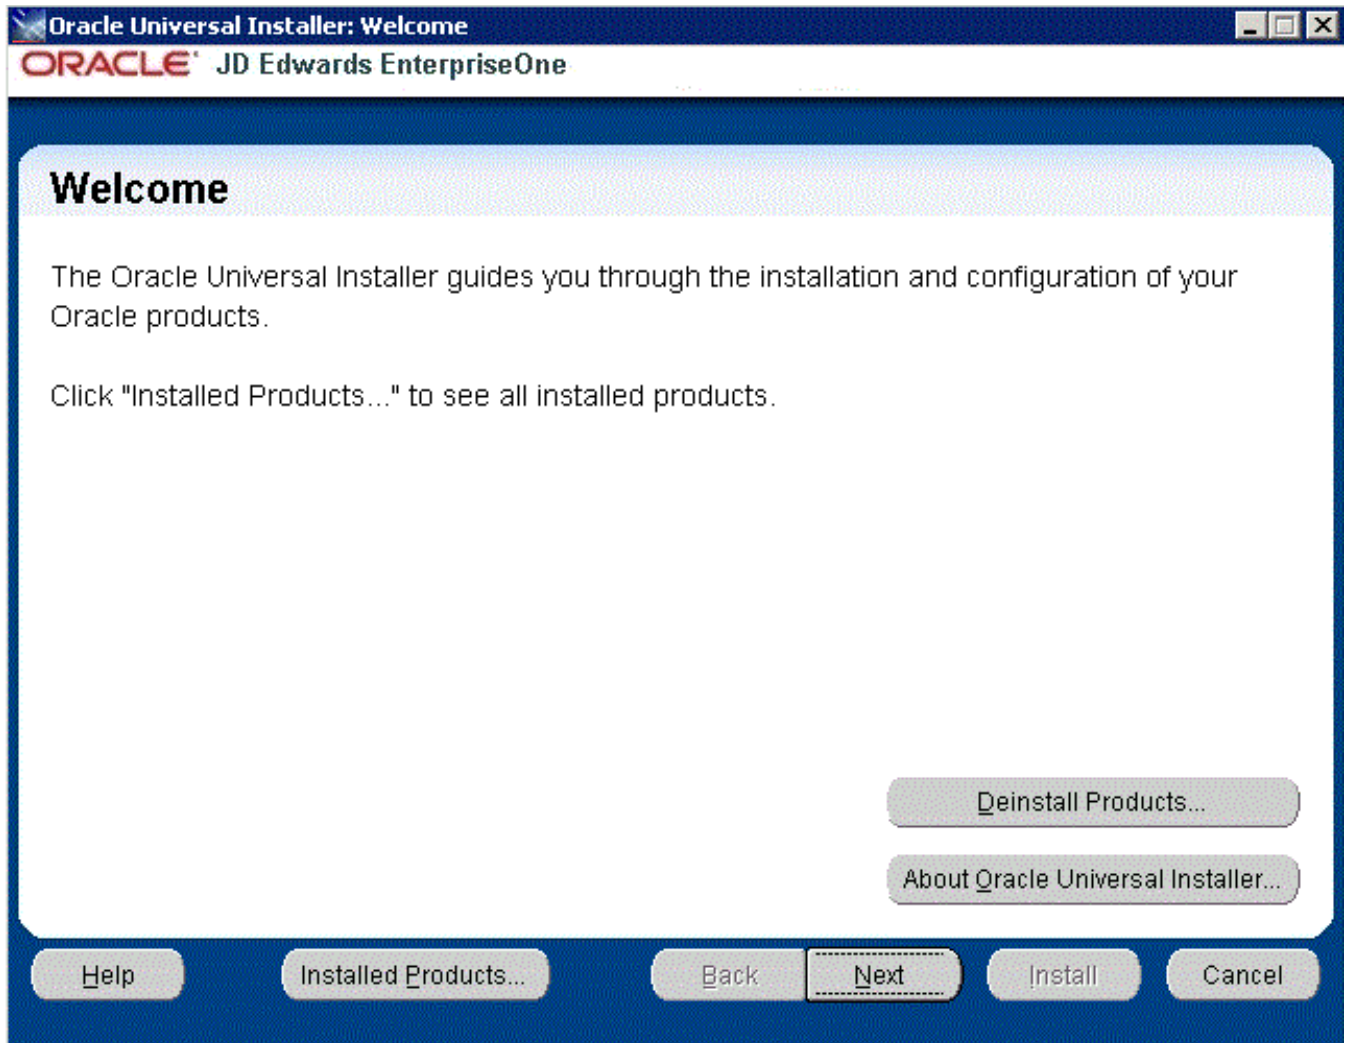 Oracle Universal Installer: Welcome
ORACLE JD Edwards EnterpriseOne
Welcome
The Oracle Universal Installer guides you through the installation and configuration of your
Oracle products.
Click "Installed Products..." to see all installed products.
Deinstall Products...
About Oracle Universal Installer...
Help Installed Products... Back Next Install Cancel